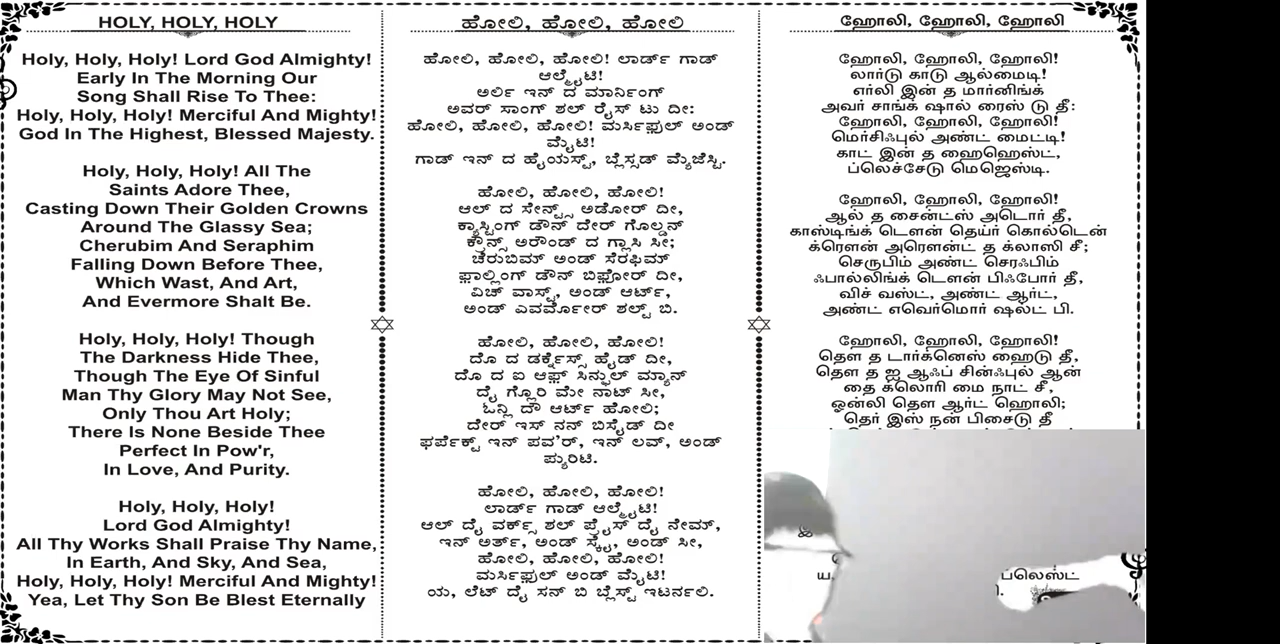 HOLY, HOLY, HOLY
Holy, Holy, Holy! Lord God Almighty!
Early In The Morning Our
Song Shall Rise To Thee:
Holy, Holy, Holy! Merciful And Mighty!
God In The Highest, Blessed Majesty.
Holy, Holy, Holy! All The
Saints Adore Thee,
Casting Down Their Golden Crowns
Around The Glassy Sea;
Cherubim And Seraphim
Falling Down Before Thee,
Which Wast, And Art,
And Evermore Shalt Be.
Holy, Holy, Holy! Though
The Darkness Hide Thee,
Though The Eye Of Sinful
Man Thy Glory May Not See,
Only Thou Art Holy;
There Is None Beside Thee
Perfect In Pow'r,
In Love, And Purity.
Holy, Holy, Holy!
Lord God Almighty!
All Thy Works Shall Praise Thy Name,
In Earth, And Sky, And Sea,
Holy, Holy, Holy! Merciful And Mighty!
Yea, Let Thy Son Be Blest Eternally
ಹೋಲಿ, ಹೋಲಿ, ಹೋಲಿ
ಹೋಲಿ, ಹೋಲಿ, ಹೋಲಿ! ಲಾರ್ಡ್ ಗಾಡ್
ಆಲ್ಮೈಟಿ!
ಅರ್ಲಿ ಇನ್ ದ ಮಾರ್ನಿಂಗ್
ಅವರ್ ಸಾಂಗ್ ಶಲ್ ರೈಸ್ ಟು ದೀ:
ಹೋಲಿ, ಹೋಲಿ, ಹೋಲಿ! ಮರ್ಸಿಫುಲ್ ಅಂಡ್
ಮೈಟಿ!
ಗಾಡ್ ಇನ್ ದ ಹೈಯಸ್ಟ್, ಬ್ಲೆಸ್ಸಡ್ ಮ್ಯೆಜೆಸ್ಟಿ.
ಹೋಲಿ, ಹೋಲಿ, ಹೋಲಿ!
ಆಲ್ ದ ಸೇನ್ಟ್ಸ್ ಅಡೋರ್ ದೀ,
ಕ್ಯಾಸ್ಟಿಂಗ್ ಡೌನ್ ದೇರ್ ಗೊಲ್ಡನ್
ಕ್ರೌನ್ಸ್ ಅರೌಂಡ್ ದ ಗ್ಲಾಸಿ ಸೀ;
ಚೆರುಬಿಮ್ ಅಂಡ್ ಸೆರಫಿಮ್
ಫ಼ಾಲ್ಲಿಂಗ್ ಡೌನ್ ಬಿಫ಼ೋರ್ ದೀ,
ವಿಚ್ ವಾಸ್ಟ್, ಅಂಡ್ ಆರ್ಟ್,
ಅಂಡ್ ಎವರ್ಮೋರ್ ಶಲ್ಟ್ ಬಿ.
ಹೋಲಿ, ಹೋಲಿ, ಹೋಲಿ!
ದೊ ದ ಡರ್ಕ್ನೆಸ್ಸ್ ಹೈಡ್ ದೀ,
ದೊ ದ ಐ ಆಫ಼್ ಸಿನ್ಫುಲ್ ಮ್ಯಾನ್
ದೈ ಗ್ಲೊರಿ ಮೇ ನಾಟ್ ಸೀ,
ಓನ್ಲಿ ದೌ ಆರ್ಟ್ ಹೋಲಿ;
ದೇರ್ ಇಸ್ ನನ್ ಬಿಸೈಡ್ ದೀ
ಫರ್ಪೆಕ್ಟ್ ಇನ್ ಪವ'ರ್, ಇನ್ ಲವ್, ಅಂಡ್
ಪ್ಯುರಿಟಿ.
ಹೋಲಿ, ಹೋಲಿ, ಹೋಲಿ!
ಲಾರ್ಡ್ ಗಾಡ್ ಆಲ್ಮೈಟಿ!
ಆಲ್ ದೈ ವರ್ಕ್ಸ್ ಶಲ್ ಪ್ರೈಸ್ ದೈ ನೇಮ್,
ಇನ್ ಅರ್ತ್, ಅಂಡ್ ಸ್ಕೈ, ಅಂಡ್ ಸೀ,
ಹೋಲಿ, ಹೋಲಿ, ಹೋಲಿ!
ಮರ್ಸಿಫ಼ುಲ್ ಅಂಡ್ ಮೈಟಿ!
ಯ, ಲೆಟ್ ದೈ ಸನ್ ಬಿ ಬ್ಲೆಸ್ಟ್ ಇಟರ್ನಲಿ.
ஹோலி, ஹோலி, ஹோலி
ஹோலி, ஹோலி, ஹோலி!
லார்டு காடு ஆல்மைடி!
எர்லி இன் த மார்னிங்க்
அவர் சாங்க் ஷால் ரைஸ் டு தீ:
ஹோலி, ஹோலி, ஹோலி!
மெர்சிஃபுல் அண்ட் மைட்டி!
காட் இன் த ஹைஹெஸ்ட்,
ப்லெச்சேடு மெஜெஸ்டி.
ஹோலி, ஹோலி, ஹோலி!
ஆல் த சைன்ட்ஸ் அடொர் தீ,
காஸ்டிங்க் டௌன் தெய்ர் கொல்டென்
க்ரௌன் அரௌன்ட் த க்லாஸி சீ;
செருபிம் அண்ட் செரஃபிம்
ஃபால்லிங்க் டௌன் பிஃபோர் தீ,
விச் வஸ்ட், அண்ட் ஆர்ட்,
அண்ட் எவெர்மொர் ஷல்ட் பி.
ஹோலி, ஹோலி, ஹோலி!
தௌ த டார்க்னெஸ் ஹைடு தீ,
தௌ த ஐ ஆஃப் சின்ஃபுல் ஆன்
தை க்லொரி மை நாட் சீ,
ஓன்லி தௌ ஆர்ட் ஹொலி;
தெர் இஸ் நன் பிசைடு தீ
ப்லெஸ்ட்